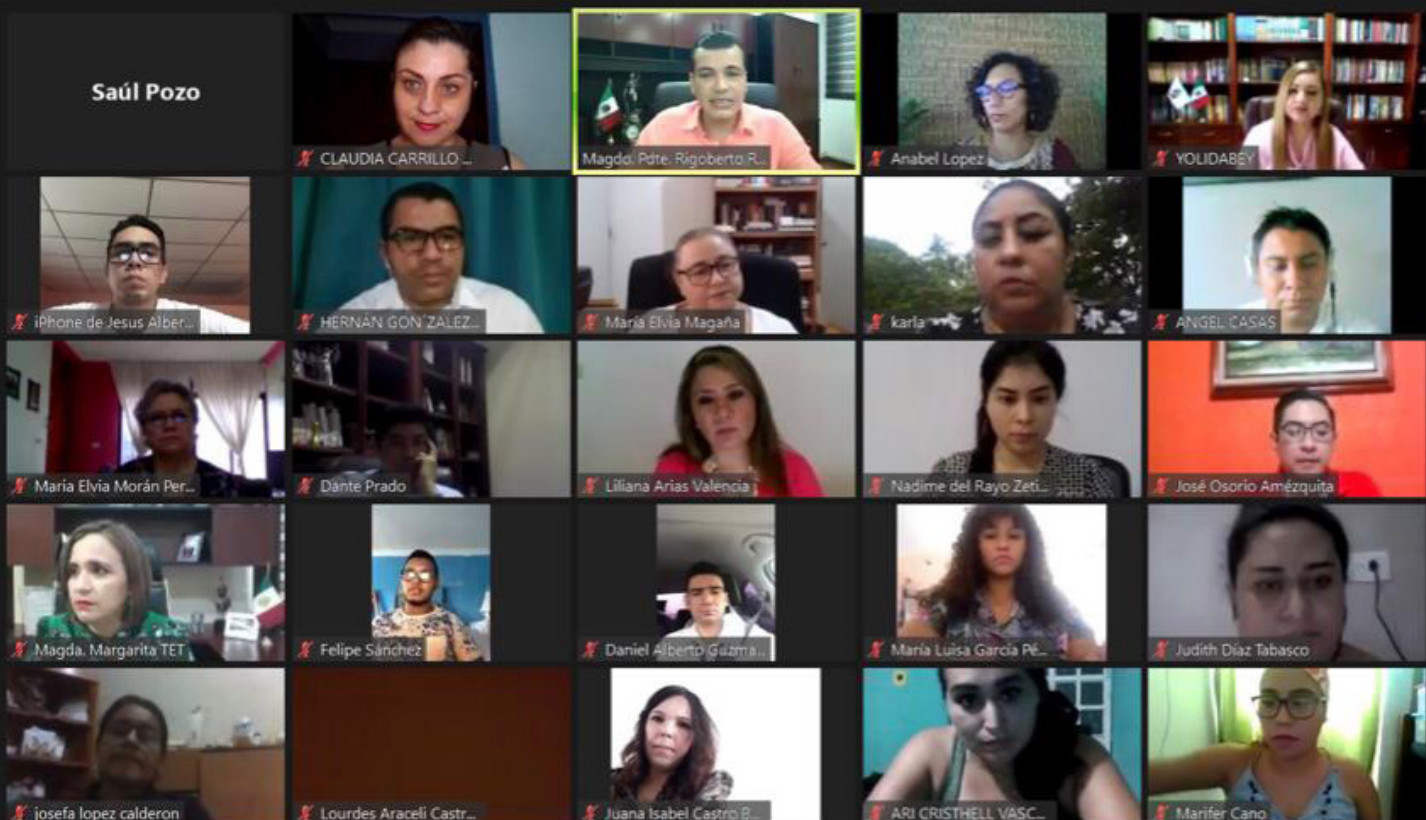 Saúl Pozo
CLAUDIA CARRILLO ...
Magdo. Pdte. Rigoberto R...
Anabel Lopez
YOLIDABEY
iPhone de Jesus Alber...
HERNÁN GON ZALEZ...
María Elvia Magaña
karla
ANGEL CASAS
Maria Elvia Morán Per...
Dante Prado
Liliana Arias Valencia
Nadime del Rayo Zeti...
José Osorio Amézquita
Magda. Margarita TET
Felipe Sánchez
Daniel Alberto Guzma...
María Luisa García Pé...
Judith Díaz Tabasco
josefa lopez calderon
Lourdes Araceli Castr...
Juana Isabel Castro B...
ARI CRISTHELL VASC...
Marifer Cano